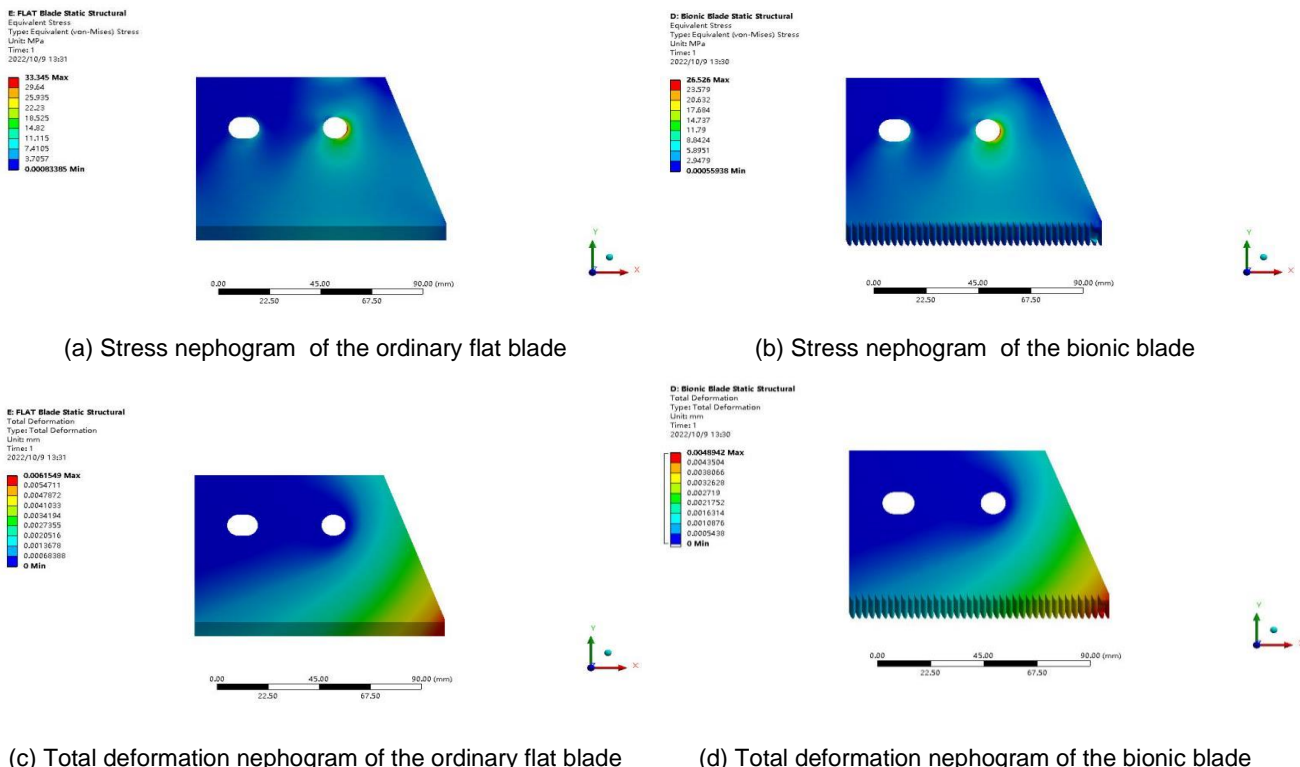 E: FLAT Blade Static Structural
Equivalent Stress
Type: Equivalent (von-Mises) Stress
Unit: MPa
Time: 1
2022/10/9 13:31
33.345 Max
29.64
25.935
22.23
18.525
14.82
11.115
7.4105
3.7057
0.00083385 Min
Y
X
0.00 45.00 90.00 (mm)
22.50 67.50
(a) Stress nephogram of the ordinary flat blade
D: Bionic Blade Static Structural
Equivalent Stress
Type: Equivalent (von-Mises) Stress
Unit: MPa
Time: 1
2022/10/9 13:30
26.526 Max
23.579
20.632
17.684
14.737
11.79
8.8424
5.8951
2.9479
0.00055938 Min
Y
X
0.00 45.00 90.00 (mm)
22.50 67.50
(b) Stress nephogram of the bionic blade
E: FLAT Blade Static Structural
Total Deformation
Type: Total Deformation
Unit: mm
Time: 1
2022/10/9 13:31
0.0061549 Max
0.0054711
0.0047872
0.0041033
0.0034194
0.0027355
0.0020516
0.0013678
0.00068388
0 Min
Y
X
0.00 45.00 90.00 (mm)
22.50 67.50
(c) Total deformation nephogram of the ordinary flat blade
D: Bionic Blade Static Structural
Total Deformation
Type: Total Deformation
Unit: mm
Time: 1
2022/10/9 13:30
0.0048942 Max
0.0043504
0.0038066
0.0032628
0.002719
0.0021752
0.0016314
0.0010876
0.0005438
0 Min
Y
0.00 45.00 90.00 (mm)
22.50 67.50
(d) Total deformation nephogram of the bionic blade